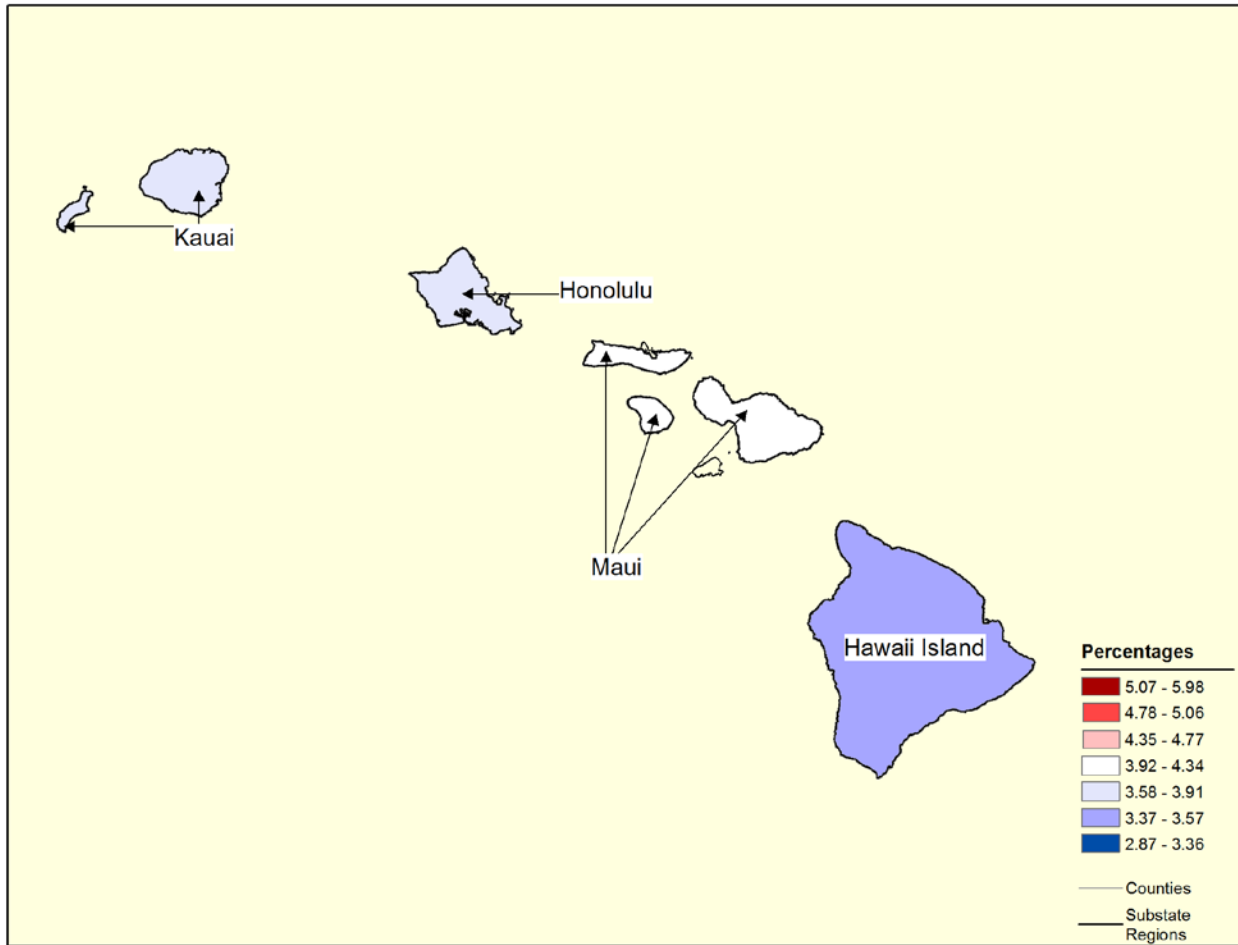 Kauai
Honolulu
Maui
Hawaii Island
Percentages
5.07 - 5.98
4.78 - 5.06
4.35 - 4.77
3.92 - 4.34
3.58 - 3.91
3.37 - 3.57
2.87 - 3.36
Counties
Substate
Regions